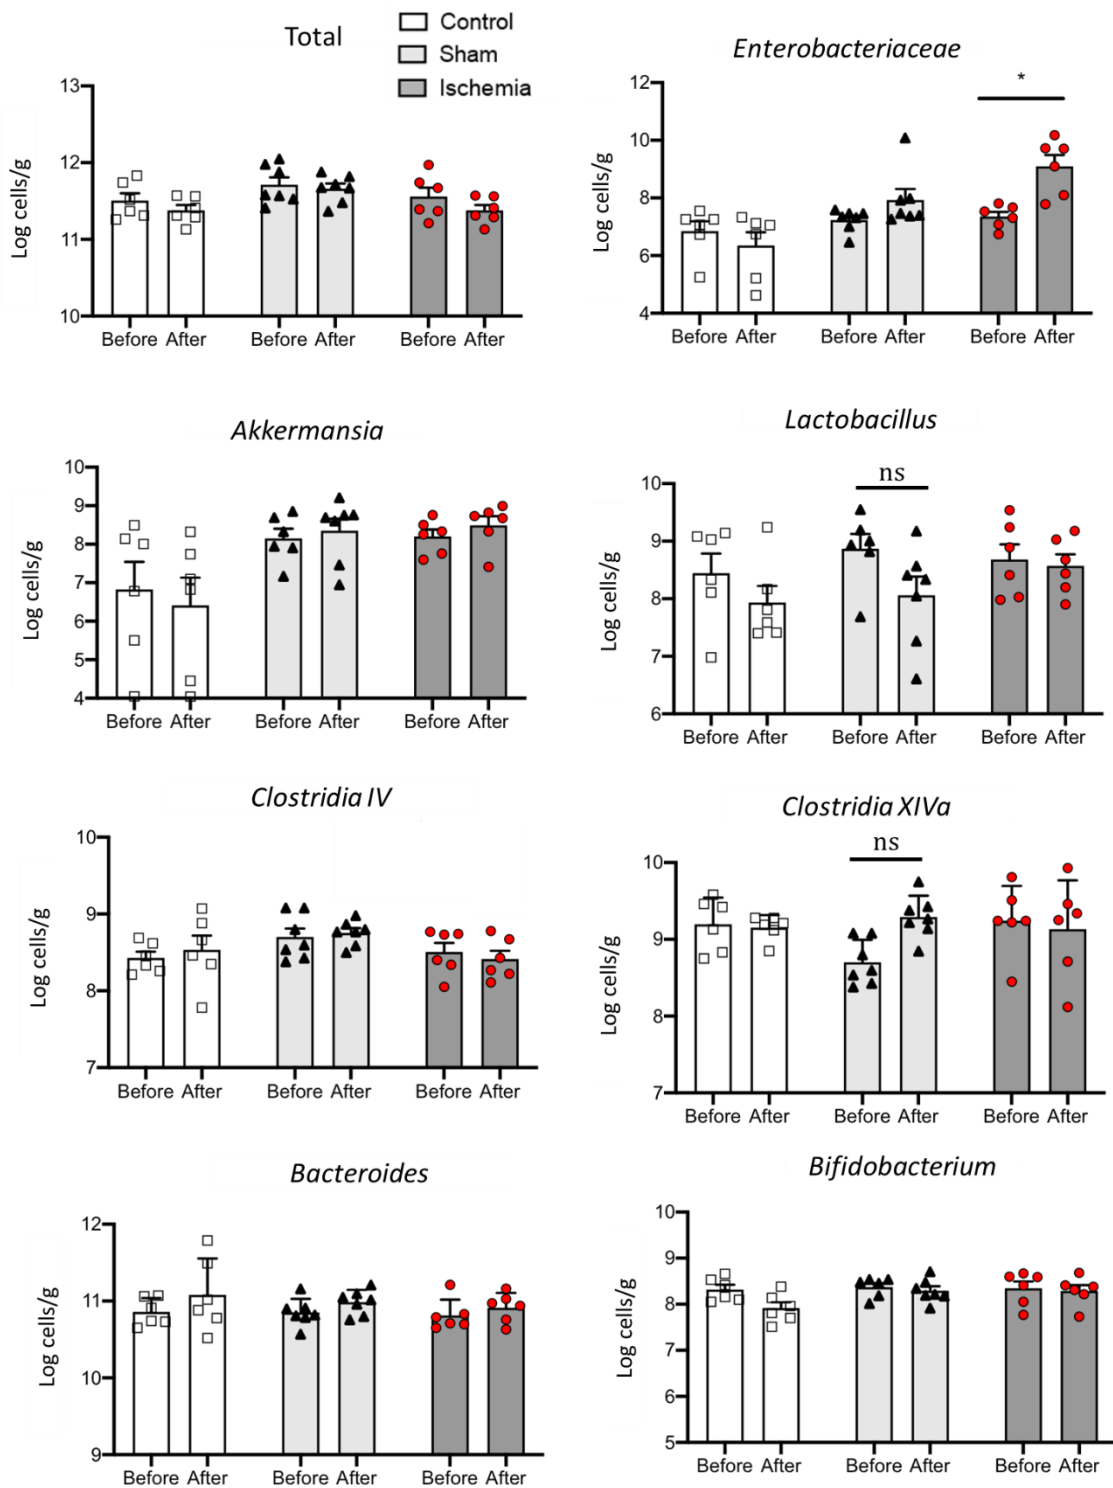 Total
Control
Sham
Ischemia
13
12
11
10
Log cells/g
Before After
Before After
Before After
Enterobacteriaceae
*
12
10
8
6
4
Log cells/g
Before After
Before After
Before After
Akkermansia
10
9
8
7
6
5
4
Log cells/g
Before After
Before After
Before After
Lactobacillus
ns
10
9
8
7
6
Log cells/g
Before After
Before After
Before After
Clostridia IV
10
9
8
7
Log cells/g
Before After
Before After
Before After
Clostridia XIVa
ns
10
9
8
7
Log cells/g
Before After
Before After
Before After
Bacteroides
12
11
10
9
Log cells/g
Before After
Before After
Before After
Bifidobacterium
10
9
8
7
6
5
Log cells/g
Before After
Before After
Before After